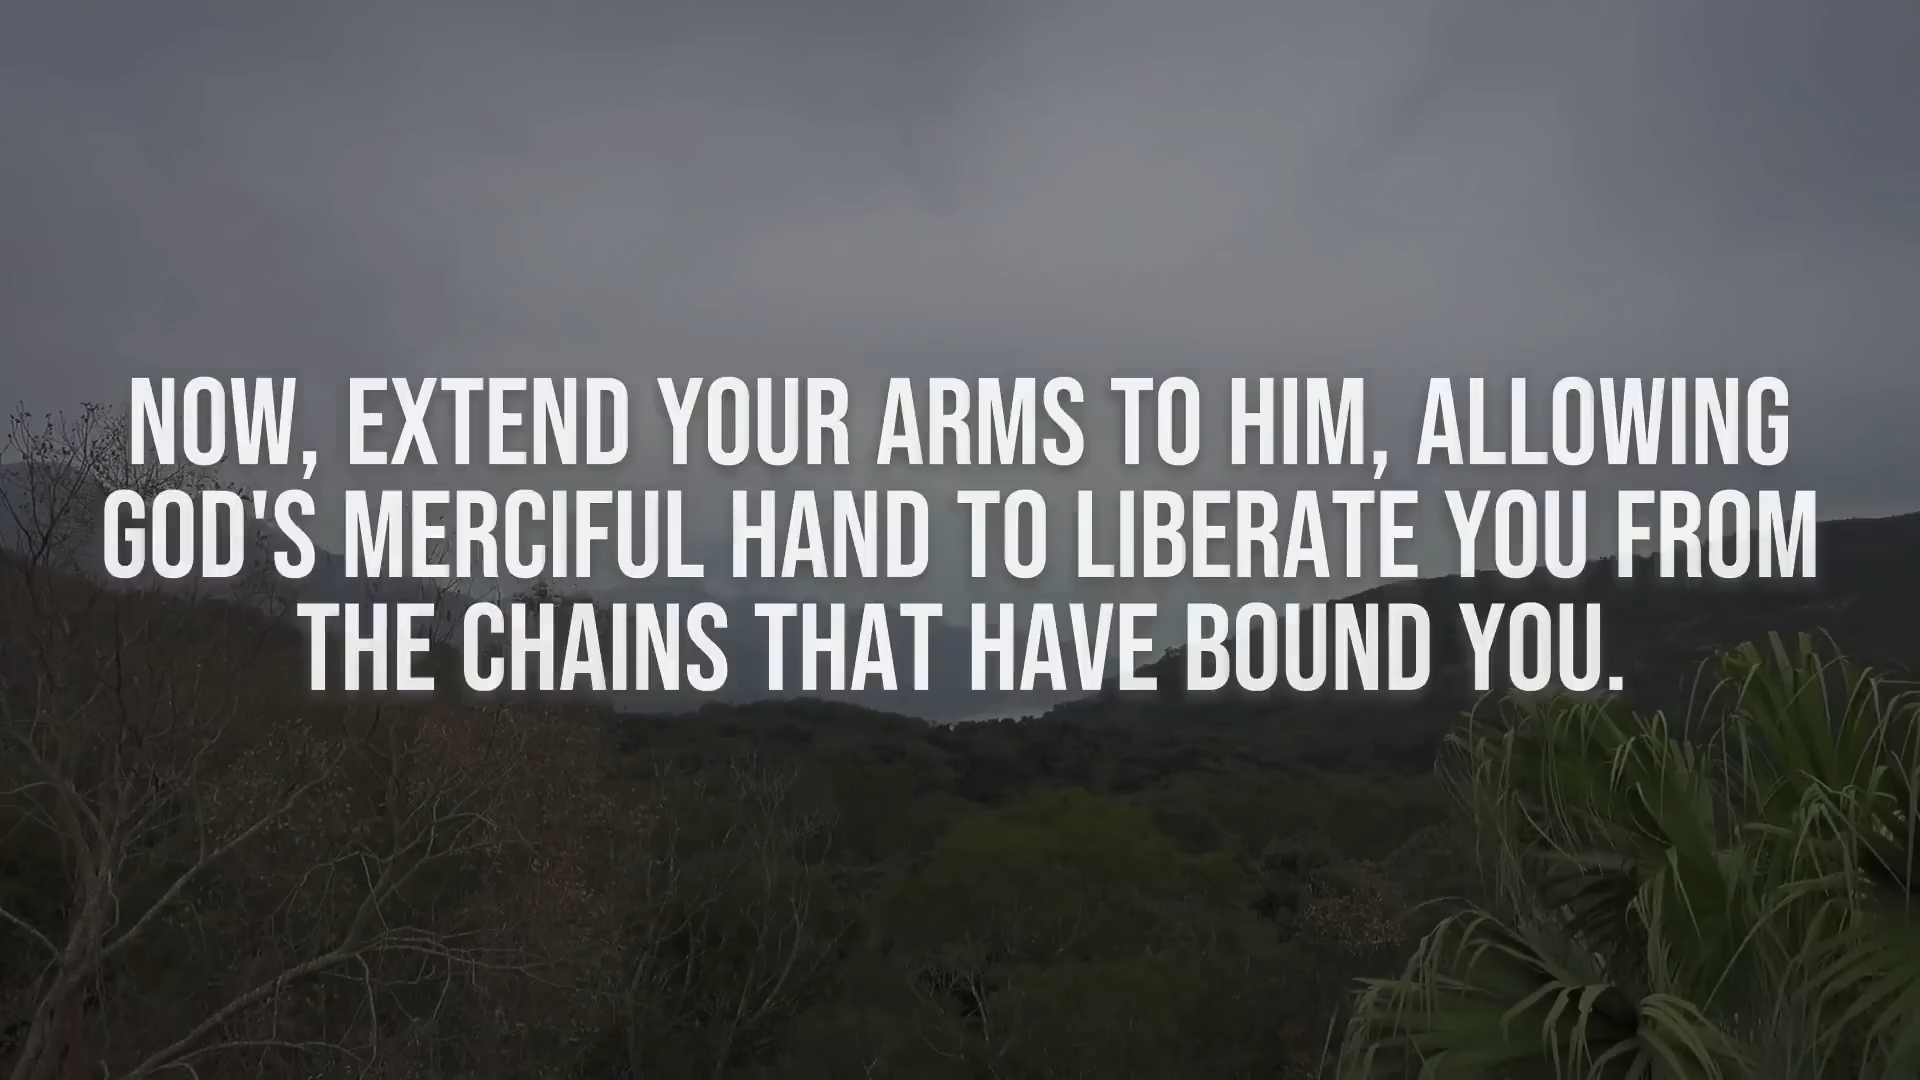 NOW, EXTEND YOUR ARMS TO HIM, ALLOWING
GOD'S MERCIFUL HAND TO LIBERATE YOU FROM
THE CHAINS THAT HAVE BOUND YOU.